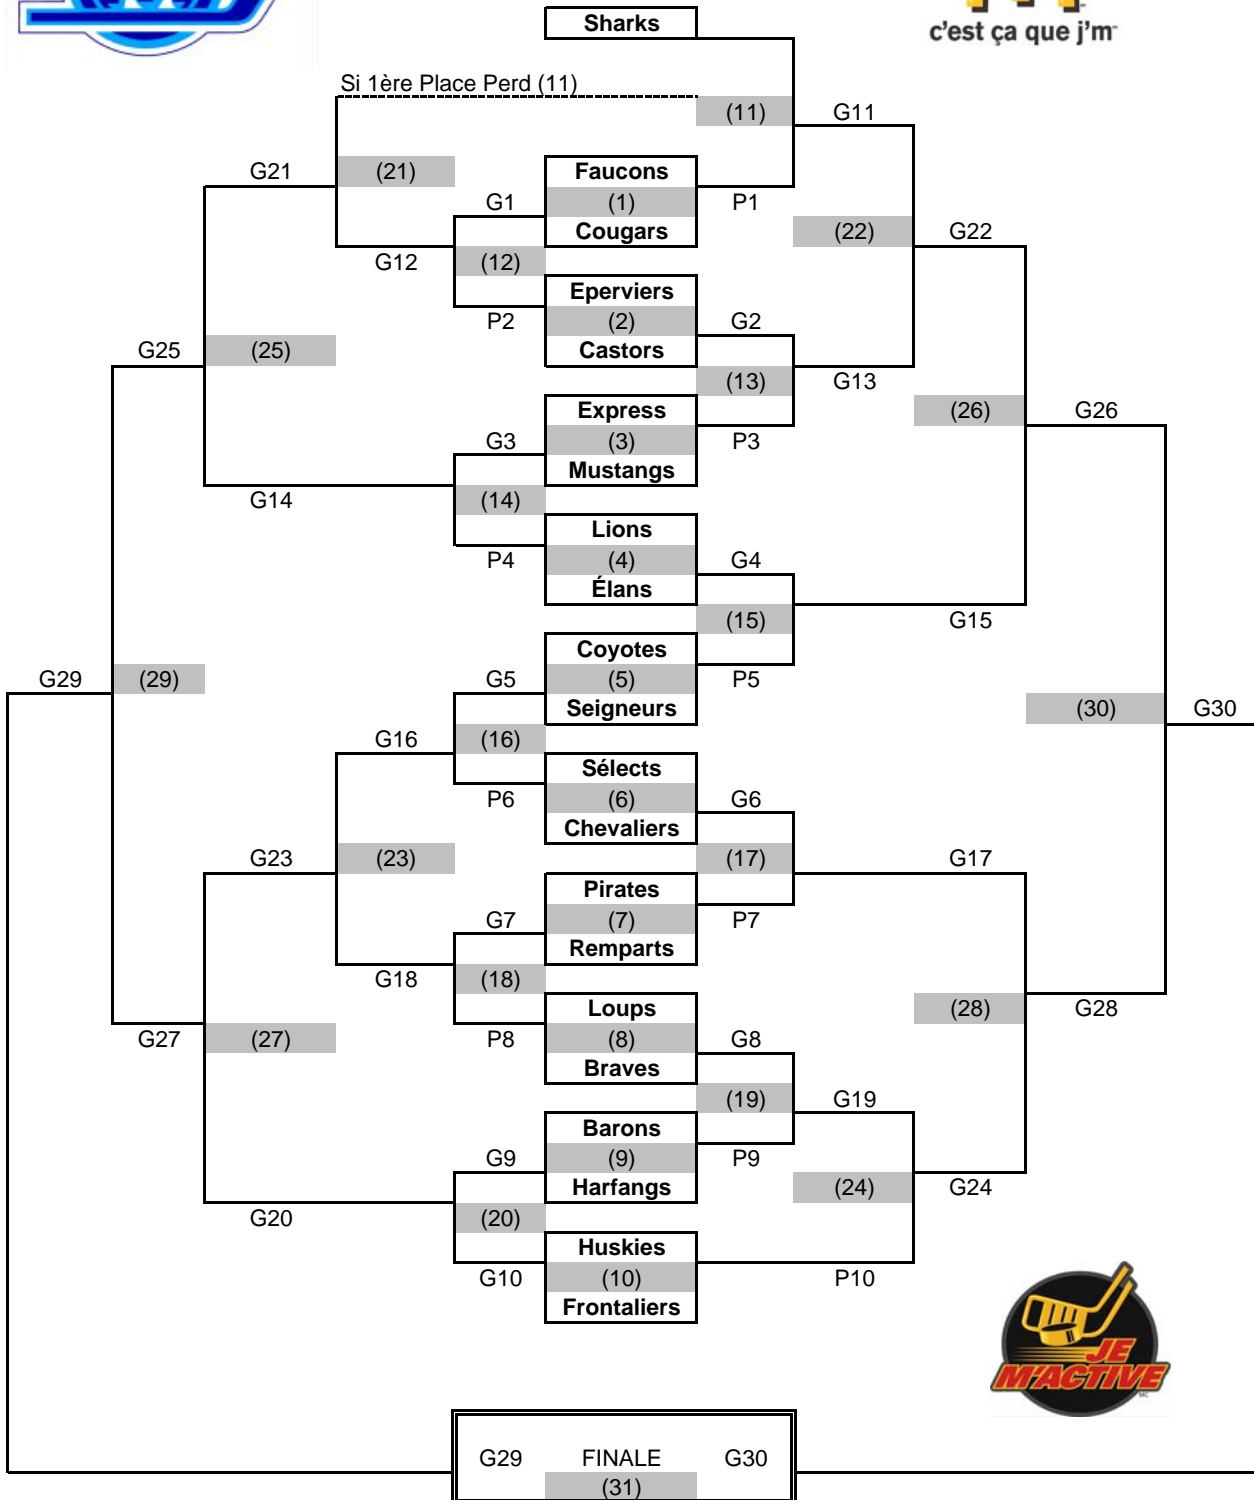 Sharks
c'est ça que j'm
Si 1ère Place Perd (11)
(11) G11
G21 (21) Faucons
G1 (1) P1
Cougars (22) G22
G12 (12)
Eperviers
P2 (2) G2
G25 (25) Castors
(13) G13
Express (26) G26
G3 (3) P3
Mustangs
G14 (14)
Lions
P4 (4) G4
Élans
(15) G15
Coyotes
G29 (29) G5 (5) P5
Seigneurs (30) G30
G16 (16)
Sélects
P6 (6) G6
Chevaliers
G23 (23) (17) G17
Pirates
G7 (7) P7
Remparts
G18 (18)
Loups (28) G28
G27 (27) P8 (8) G8
Braves
(19) G19
Barons
G9 (9) P9
Harfangs (24) G24
G20 (20)
Huskies
G10 (10) P10
Frontaliers
JE
M'ACTIVE
MC
G29 FINALE G30
(31)